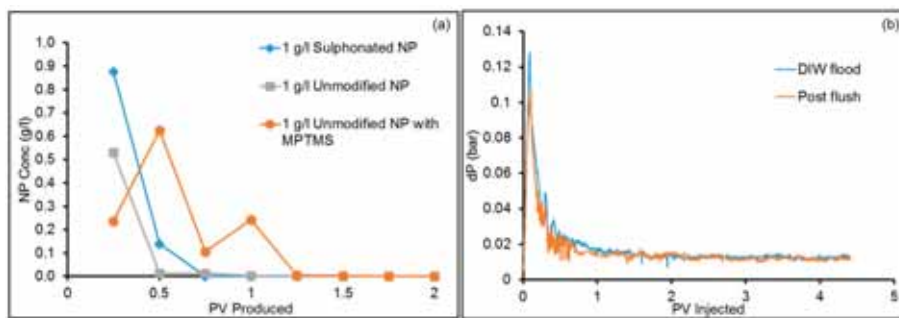 (a)
1 g/l Sulphonated NP
1 g/l Unmodified NP
1 g/l Unmodified NP with
MPTMS
NP Conc (g/l)
1.0
0.9
0.8
0.7
0.6
0.5
0.4
0.3
0.2
0.1
0.0
0
0.5
1
1.5
2
PV Produced
(b)
DIW flood
Post flush
dP (bar)
0.14
0.12
0.1
0.08
0.06
0.04
0.02
0
0
1
2
3
4
5
PV Injected